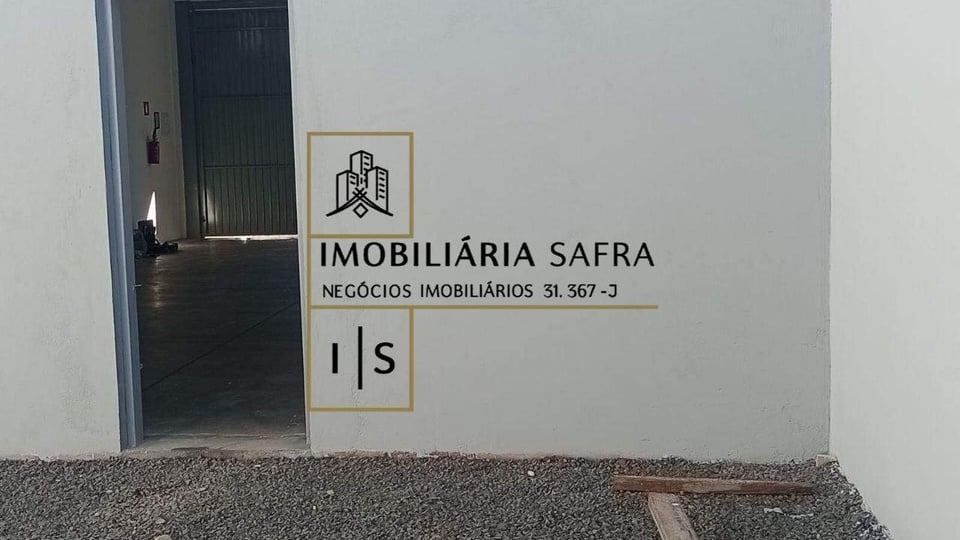 IMOBILIÁRIA SAFRA
NEGÓCIOS IMOBILIÁRIOS 31.367-J
I|S